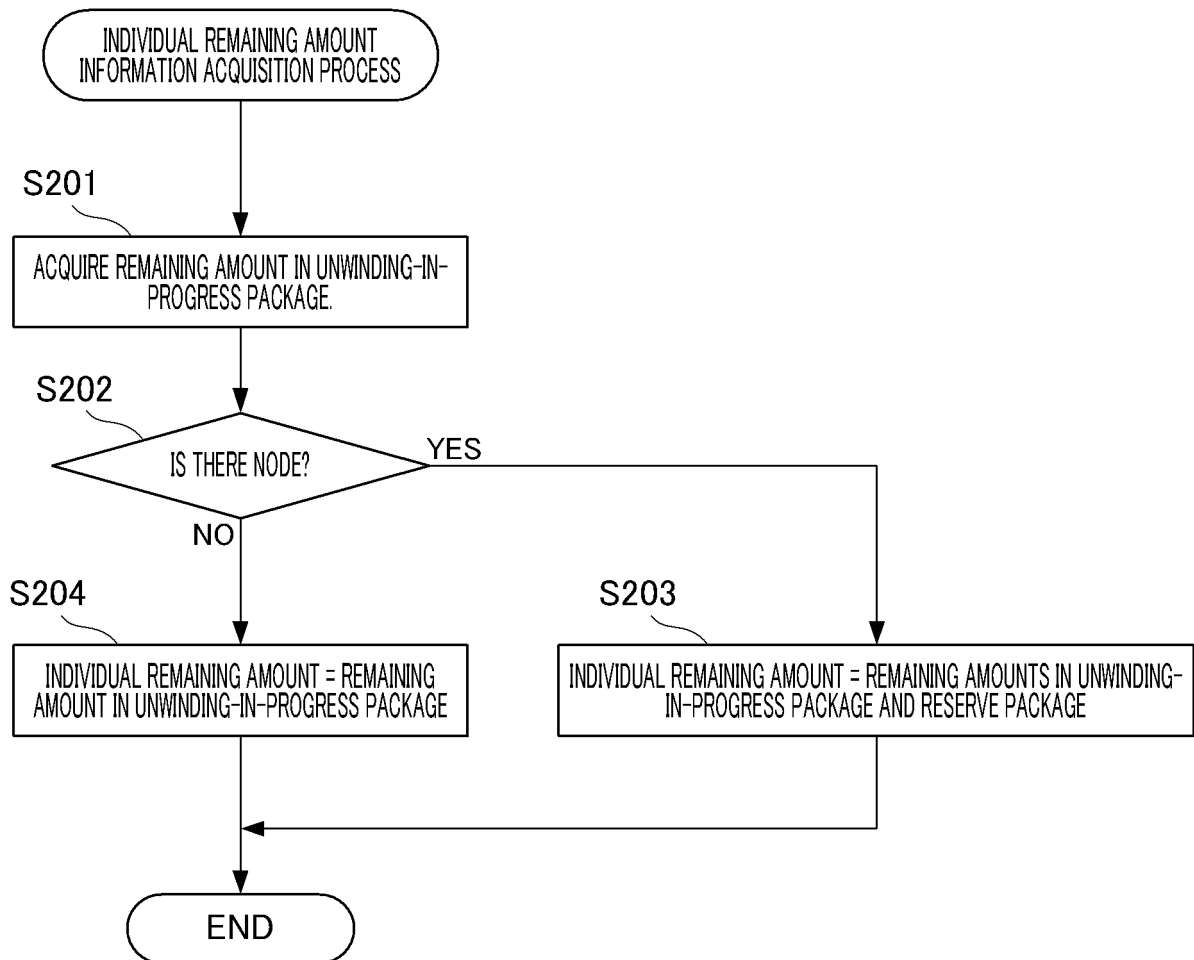 INDIVIDUAL REMAINING AMOUNT
INFORMATION ACQUISITION PROCESS
S201
ACQUIRE REMAINING AMOUNT IN UNWINDING-IN-
PROGRESS PACKAGE.
S202
IS THERE NODE?
YES
NO
S204
INDIVIDUAL REMAINING AMOUNT = REMAINING
AMOUNT IN UNWINDING-IN-PROGRESS PACKAGE
S203
INDIVIDUAL REMAINING AMOUNT = REMAINING AMOUNTS IN UNWINDING-
IN-PROGRESS PACKAGE AND RESERVE PACKAGE
END